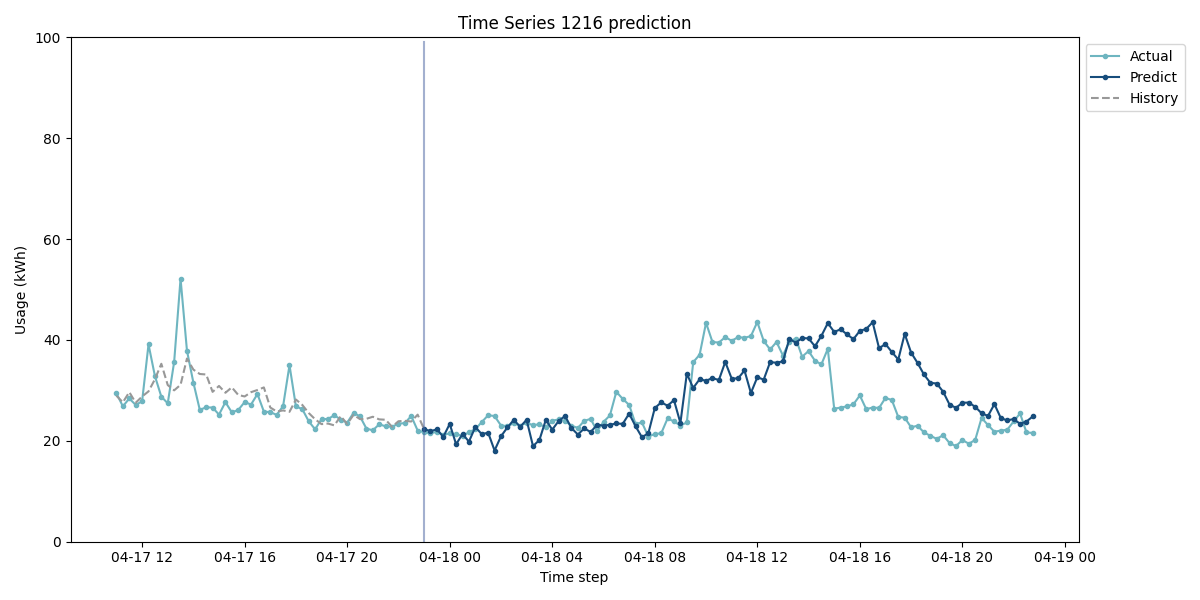 Time Series 1216 prediction
Actual
Predict
History
Usage (kWh)
100
80
60
40
20
0
04-17 12
04-17 16
04-17 20
04-18 00
04-18 04
04-18 08
04-18 12
04-18 16
04-18 20
04-19 00
Time step